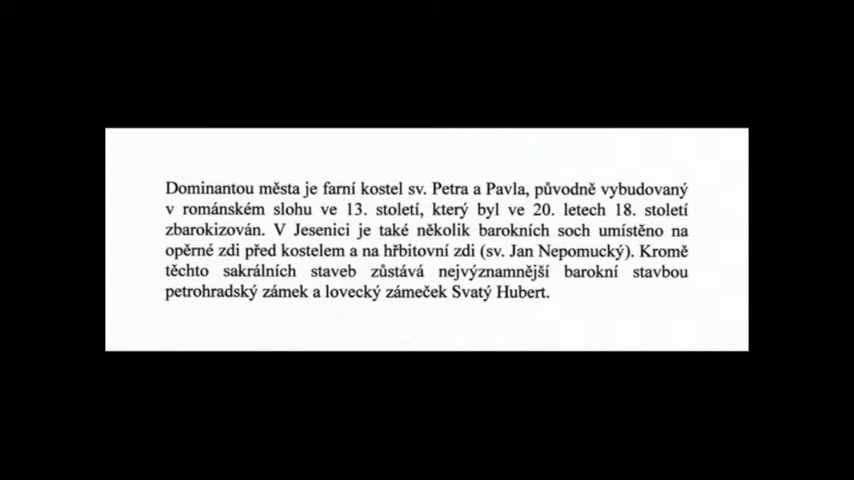 Dominantou města je farní kostel sv. Petra a Pavla, původně vybudovaný
v románském slohu ve 13. století, který byl ve 20. letech 18. století
zbarokizován. V Jesenici je také několik barokních soch umístěno na
opěrné zdi před kostelem a na hřbitovní zdi (sv. Jan Nepomucký). Kromě
těchto sakrálních staveb zůstává nejvýznamnější barokní stavbou
petrohradský zámek a lovecký zámeček Svatý Hubert.